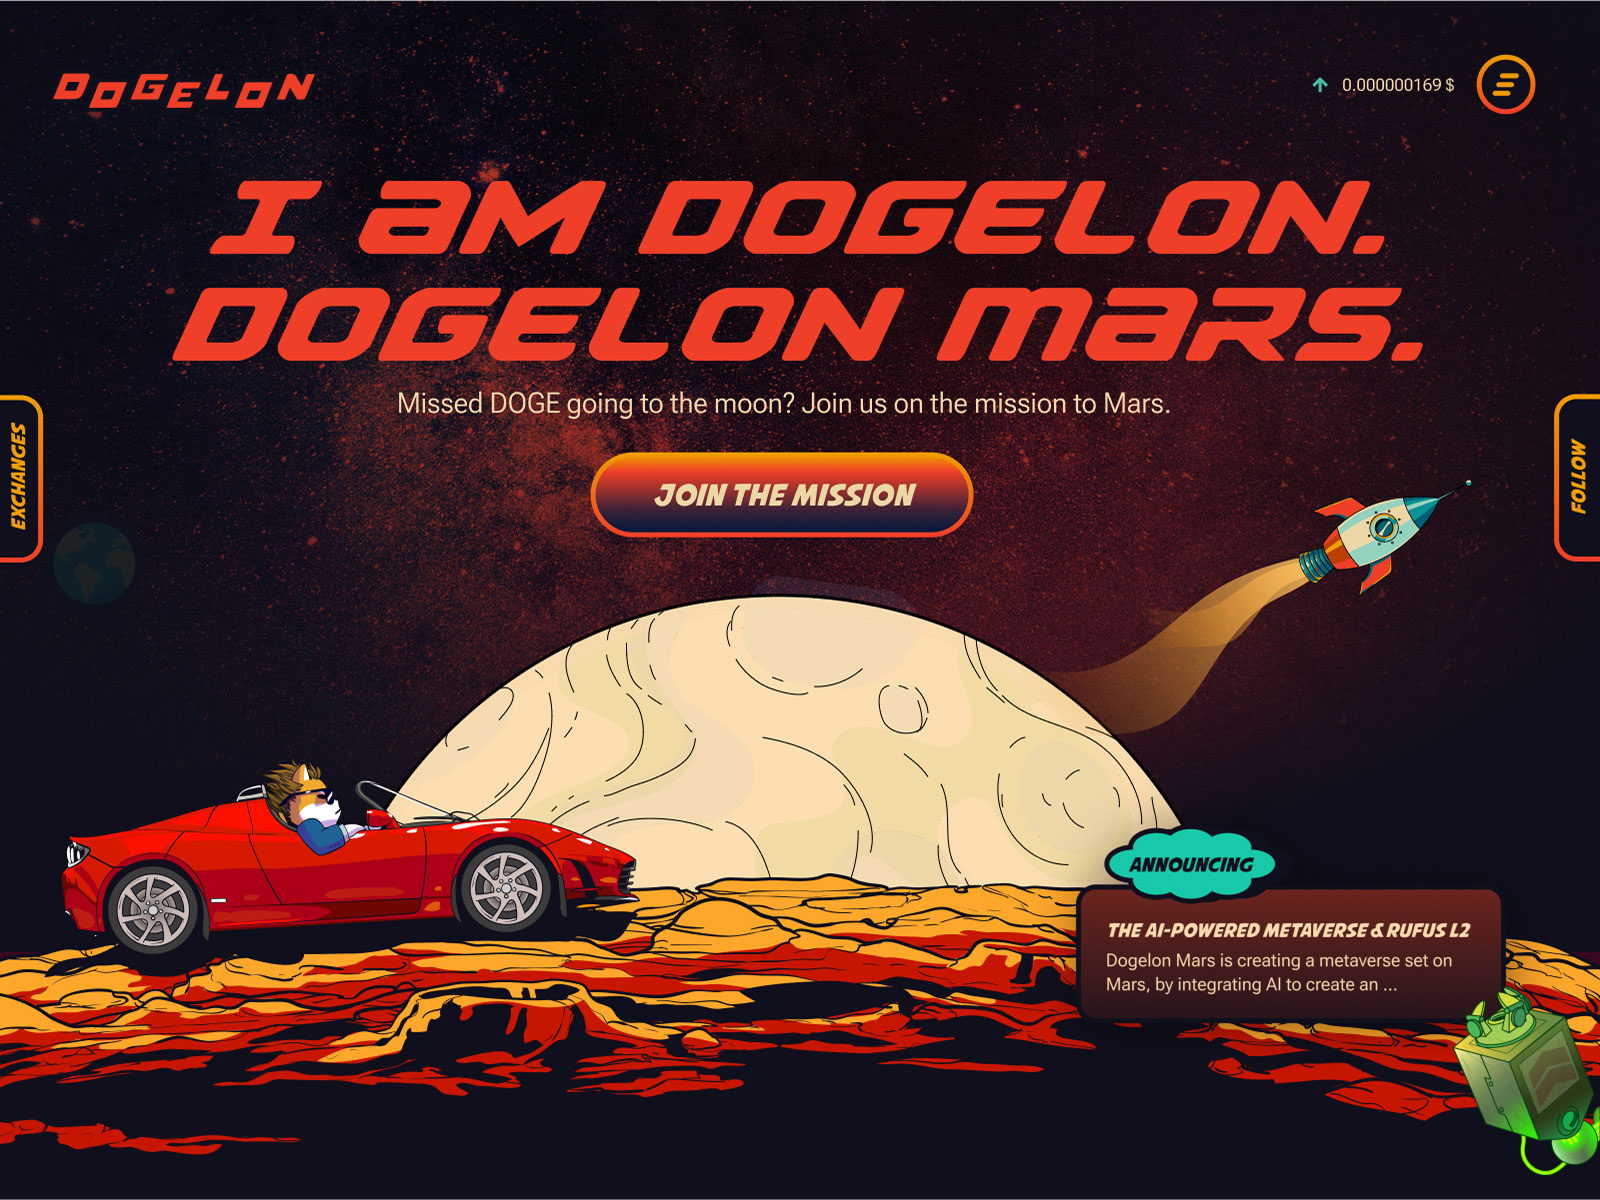 DOGELON
0.000000169 $
I AM DOGELON.
DOGELON MARS.
Missed DOGE going to the moon? Join us on the mission to Mars.
JOIN THE MISSION
EXCHANGES
FOLLOW
ANNOUNCING
THE AI-POWERED METAVERSE & RUFUS L2
Dogelon Mars is creating a metaverse set on
Mars, by integrating AI to create an ...